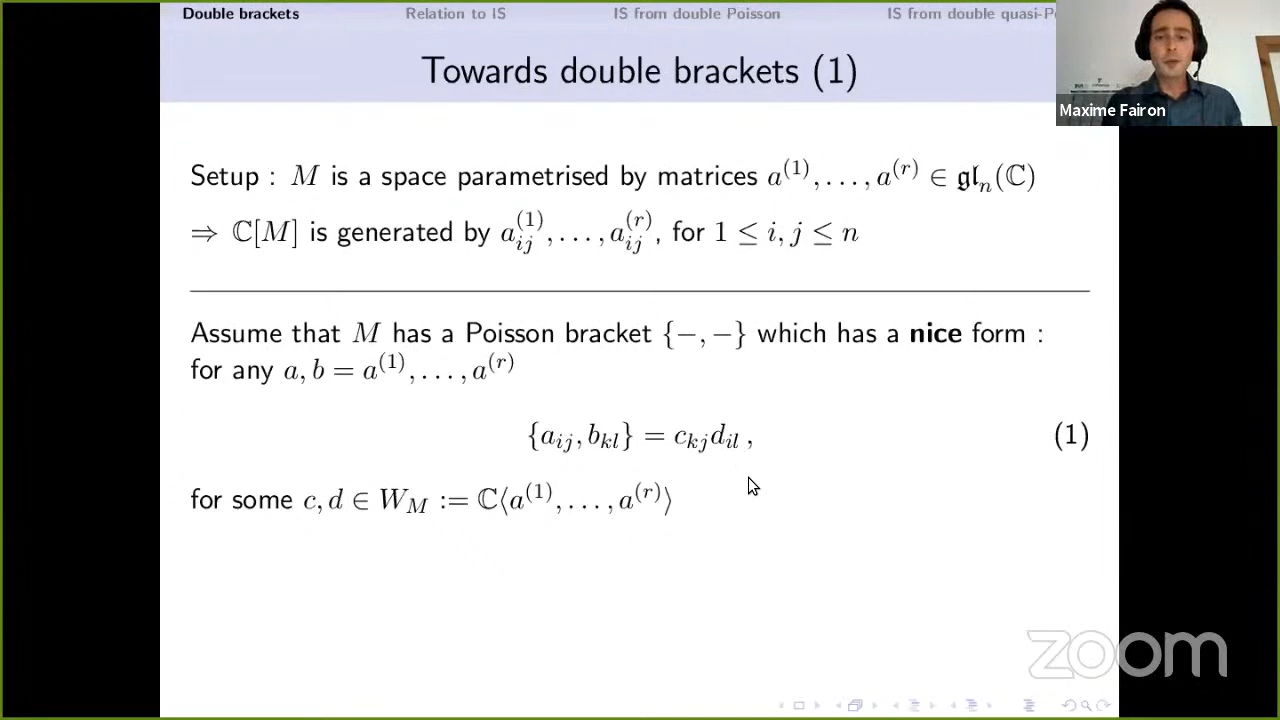 Double brackets Relation to IS IS from double Poisson IS from double quasi-P
Towards double brackets (1)
Maxime Fairon
Setup : M is a space parametrised by matrices a^{(1)}, . . . , a^{(r)} ∈ 𝔤𝔩_n(ℂ)
⇒ ℂ[M] is generated by a_{ij}^{(1)}, . . . , a_{ij}^{(r)}, for 1 ≤ i, j ≤ n
Assume that M has a Poisson bracket {−, −} which has a nice form :
for any a, b = a^{(1)}, . . . , a^{(r)}
{a_{ij}, b_{kl}} = c_{kj}d_{il} , (1)
for some c, d ∈ W_M := ℂ⟨a^{(1)}, . . . , a^{(r)}⟩
zoom